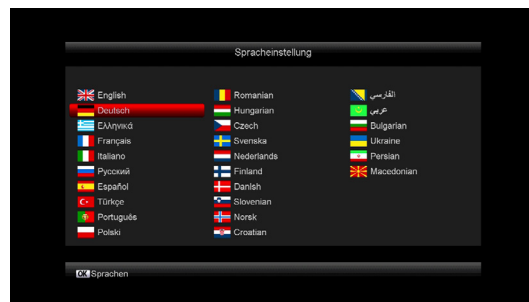 Spracheinstellung
English
Deutsch
Ελληνικά
Français
Italiano
Русский
Español
Türkçe
Português
Polski
Romanian
Hungarian
Czech
Svenska
Nederlands
Finland
Danish
Slovenian
Norsk
Croatian
الفارسي
عربي
Bulgarian
Ukraine
Persian
Macedonian
OK Sprachen